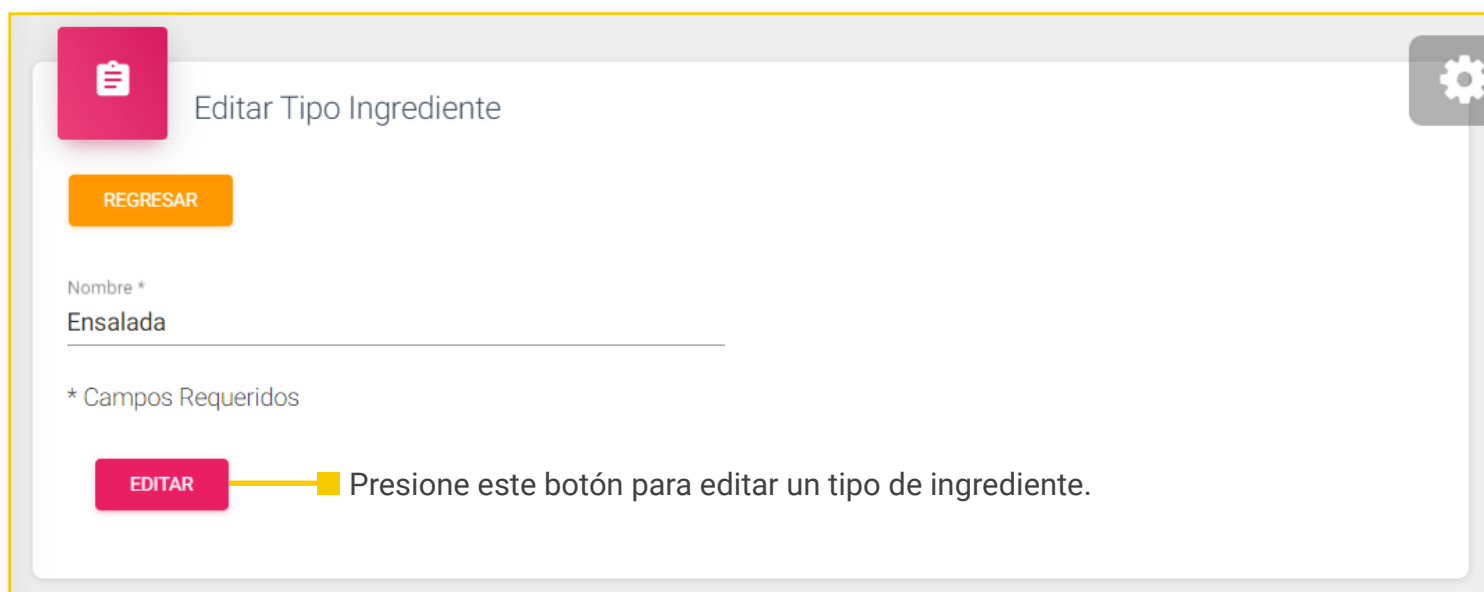 Editar Tipo Ingrediente
REGRESAR
Nombre *
Ensalada
* Campos Requeridos
EDITAR
Presione este botón para editar un tipo de ingrediente.